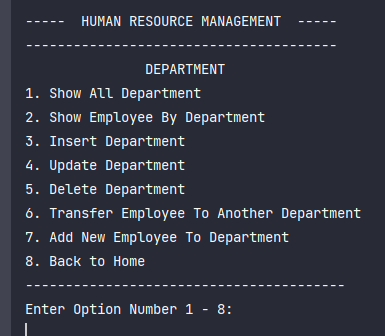 -----  HUMAN RESOURCE MANAGEMENT  -----
---------------------------------------
DEPARTMENT
1. Show All Department
2. Show Employee By Department
3. Insert Department
4. Update Department
5. Delete Department
6. Transfer Employee To Another Department
7. Add New Employee To Department
8. Back to Home
----------------------------------------
Enter Option Number 1 - 8: